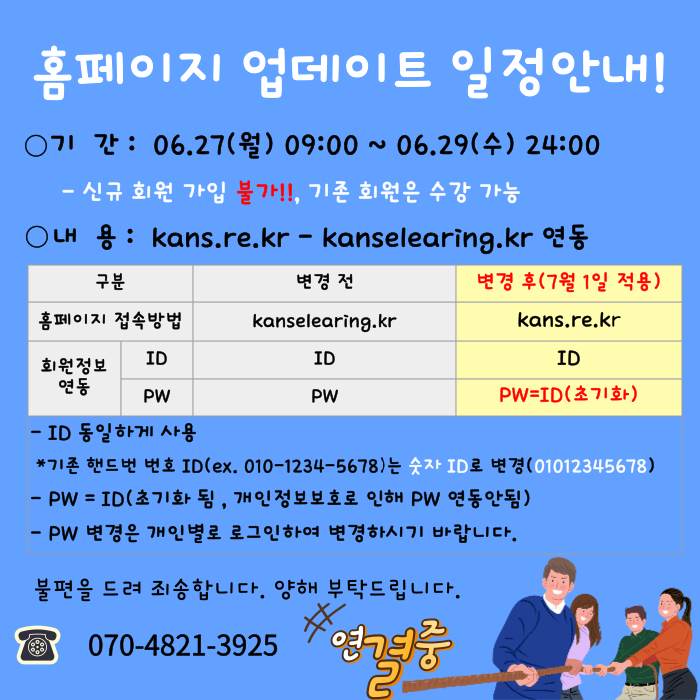 홈페이지 업데이트 일정안내!
○기 간 : 06.27(월) 09:00 ~ 06.29(수) 24:00
- 신규 회원 가입 불가!!, 기존 회원은 수강 가능
○내 용 : kans.re.kr - kanselearing.kr 연동
구분 변경 전 변경 후(7월 1일 적용)
홈페이지 접속방법 kanselearing.kr kans.re.kr
회원정보 연동 ID ID ID
PW PW PW=ID(초기화)
- ID 동일하게 사용
*기존 핸드번 번호 ID(ex. 010-1234-5678)는 숫자 ID로 변경(01012345678)
- PW = ID(초기화 됨 , 개인정보보호로 인해 PW 연동안됨)
- PW 변경은 개인별로 로그인하여 변경하시기 바랍니다.
불편을 드려 죄송합니다. 양해 부탁드립니다.
070-4821-3925
연결중